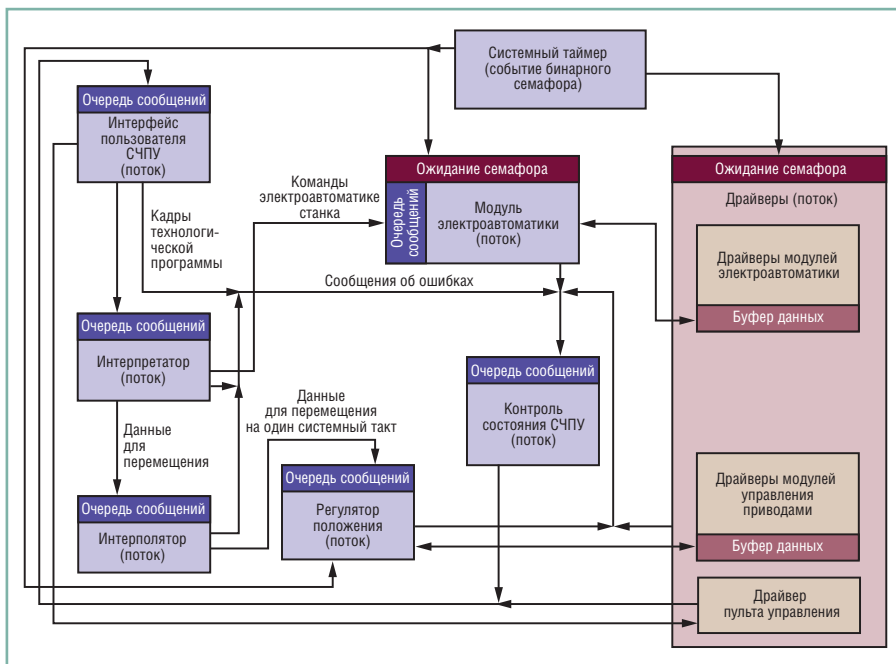 Системный таймер
(событие бинарного
семафора)
Очередь сообщений
Интерфейс
пользователя
СЧПУ
(поток)
Ожидание семафора
Очередь
сообщений
Модуль
электроавтоматики
(поток)
Ожидание семафора
Драйверы (поток)
Драйверы модулей
электроавтоматики
Буфер данных
Команды
электроавтоматике
станка
Кадры
технологи-
ческой
программы
Сообщения об ошибках
Очередь сообщений
Интерпретатор
(поток)
Очередь сообщений
Контроль
состояния СЧПУ
(поток)
Данные
для перемещения
на один системный такт
Данные
для
перемещения
Очередь сообщений
Регулятор
положения
(поток)
Драйверы модулей
управления
приводами
Буфер данных
Очередь сообщений
Интерполятор
(поток)
Драйвер
пульта управления